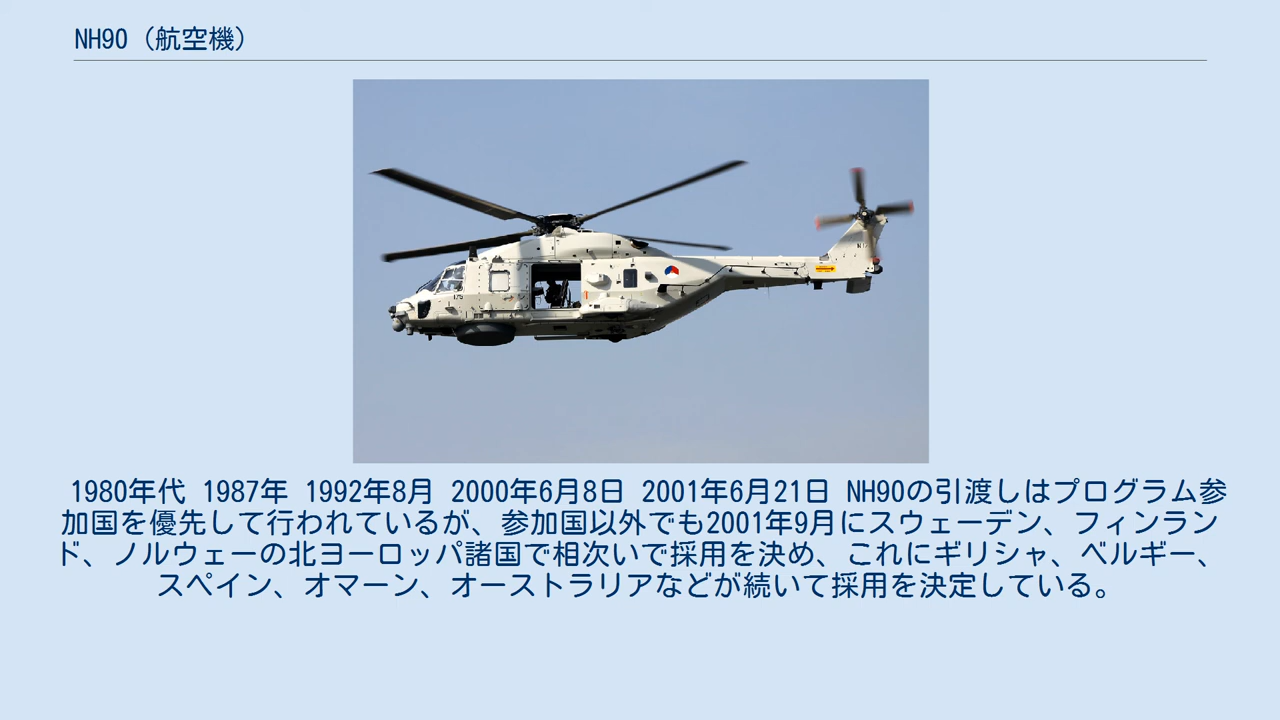 NH90（航空機）
1980年代 1987年 1992年8月 2000年6月8日 2001年6月21日 NH90の引渡しはプログラム参
加国を優先して行われているが、参加国以外でも2001年9月にスウェーデン、フィンラン
ド、ノルウェーの北ヨーロッパ諸国で相次いで採用を決め、これにギリシャ、ベルギー、
スペイン、オマーン、オーストラリアなどが続いて採用を決定している。